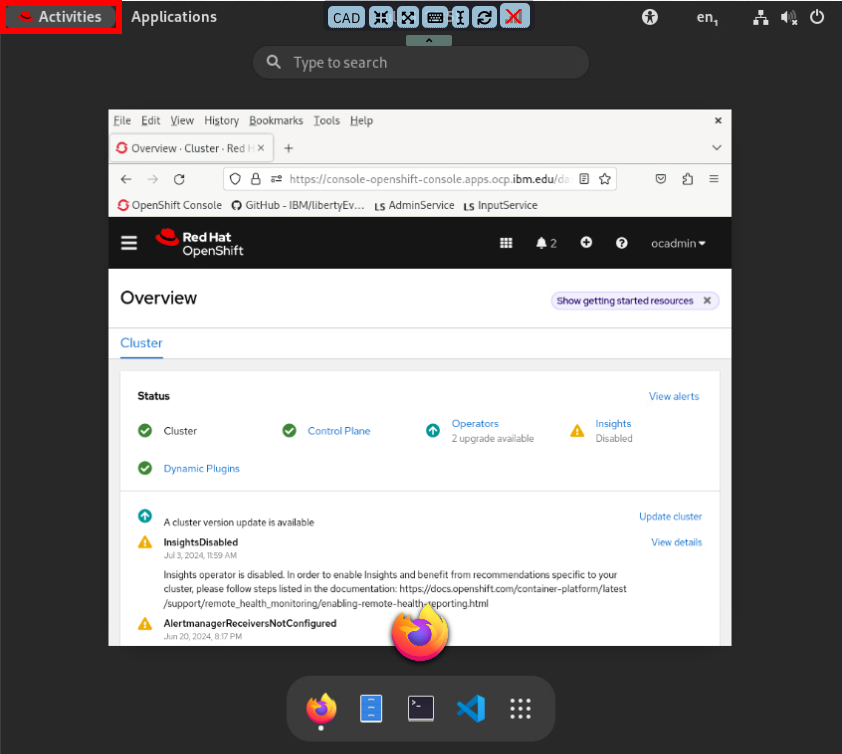 Activities Applications CAD en₁
Type to search
File Edit View History Bookmarks Tools Help
Overview · Cluster · Red H
https://console-openshift-console.apps.ocp.ibm.edu/da
OpenShift Console GitHub - IBM/libertyEv... LS AdminService LS InputService
Red Hat
OpenShift
2 ocadmin
Overview
Show getting started resources
Cluster
Status View alerts
Cluster Control Plane Operators Insights
2 upgrade available Disabled
Dynamic Plugins
A cluster version update is available Update cluster
InsightsDisabled View details
Jul 3, 2024, 11:59 AM
Insights operator is disabled. In order to enable Insights and benefit from recommendations specific to your
cluster, please follow steps listed in the documentation: https://docs.openshift.com/container-platform/latest
/support/remote_health_monitoring/enabling-remote-health-reporting.html
AlertmanagerReceiversNotConfigured
Jun 20, 2024, 8:17 PM